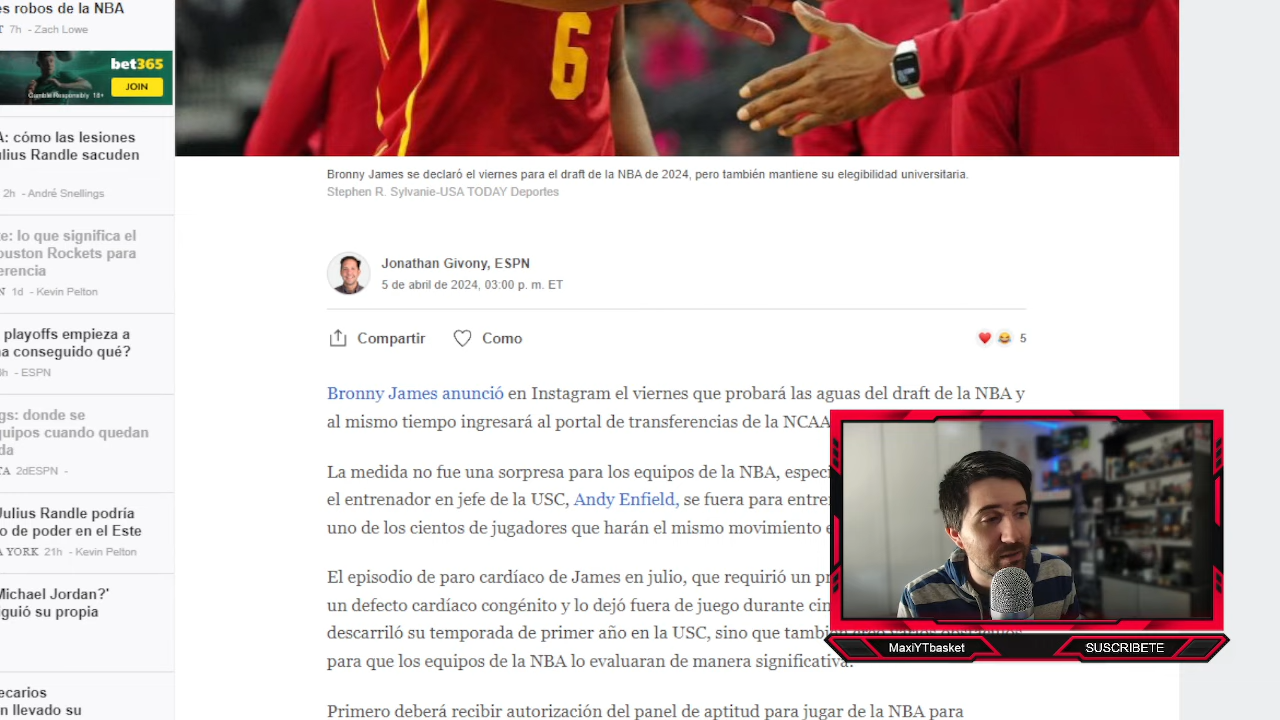 es robos de la NBA
7h - Zach Lowe
bet365
JOIN
Gamble Responsibly 18+
A: cómo las lesiones
ulius Randle sacuden
2h - André Snellings
e: lo que significa el
ouston Rockets para
erencia
N 1d - Kevin Pelton
playoffs empieza a
a conseguido qué?
h - ESPN
gs: donde se
quipos cuando quedan
da
TA 2dESPN -
Julius Randle podría
o de poder en el Este
A YORK 21h - Kevin Pelton
Michael Jordan?'
guió su propia
ecarios
n llevado su
6
Bronny James se declaró el viernes para el draft de la NBA de 2024, pero también mantiene su elegibilidad universitaria.
Stephen R. Sylvanie-USA TODAY Deportes
Jonathan Givony, ESPN
5 de abril de 2024, 03:00 p. m. ET
Compartir Como 5
Bronny James anunció en Instagram el viernes que probará las aguas del draft de la NBA y
al mismo tiempo ingresará al portal de transferencias de la NCAA
La medida no fue una sorpresa para los equipos de la NBA, especi
el entrenador en jefe de la USC, Andy Enfield, se fuera para entre
uno de los cientos de jugadores que harán el mismo movimiento e
El episodio de paro cardíaco de James en julio, que requirió un pr
un defecto cardíaco congénito y lo dejó fuera de juego durante cin
descarriló su temporada de primer año en la USC, sino que también
para que los equipos de la NBA lo evaluaran de manera significativa.
Primero deberá recibir autorización del panel de aptitud para jugar de la NBA para
MaxiYTbasket
SUSCRIBETE